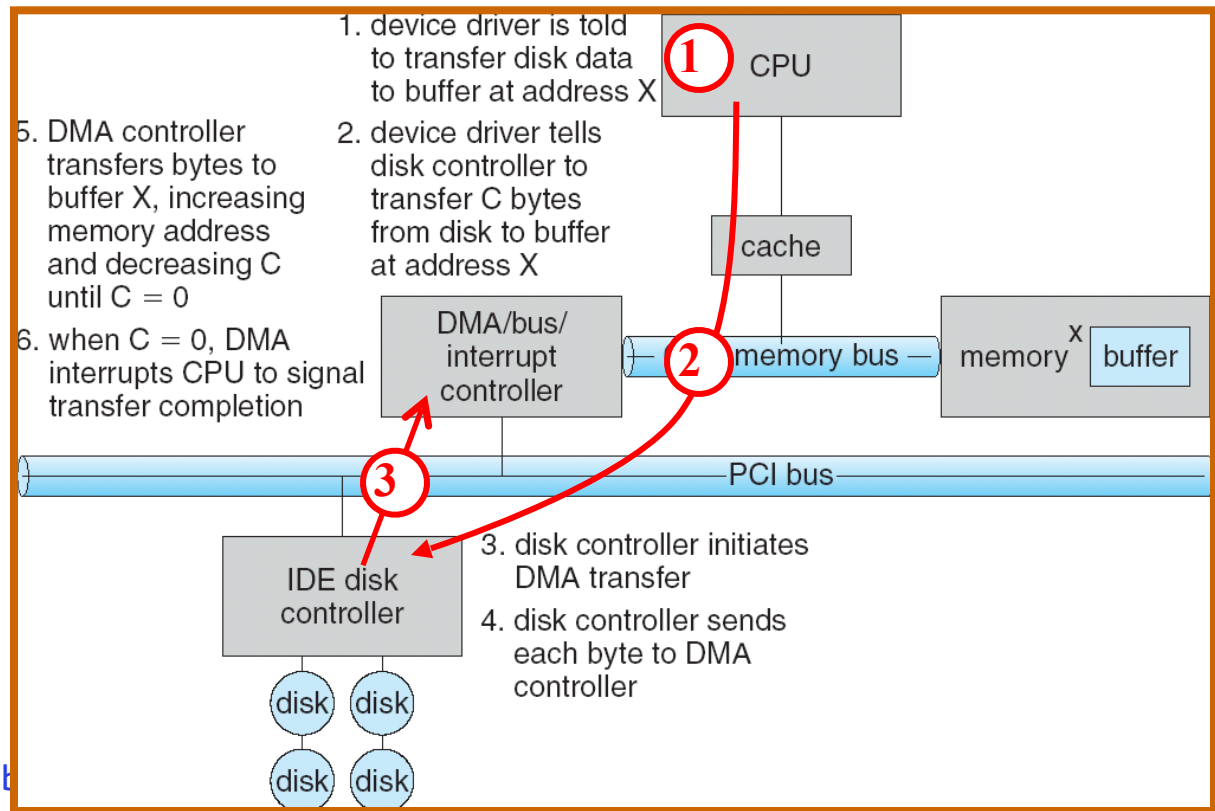 1. device driver is told
to transfer disk data
to buffer at address X
2. device driver tells
disk controller to
transfer C bytes
from disk to buffer
at address X
5. DMA controller
transfers bytes to
buffer X, increasing
memory address
and decreasing C
until C = 0
6. when C = 0, DMA
interrupts CPU to signal
transfer completion
1
CPU
cache
DMA/bus/
interrupt
controller
2
memory bus
memory
x
buffer
3
PCI bus
IDE disk
controller
3. disk controller initiates
DMA transfer
4. disk controller sends
each byte to DMA
controller
disk
disk
disk
disk